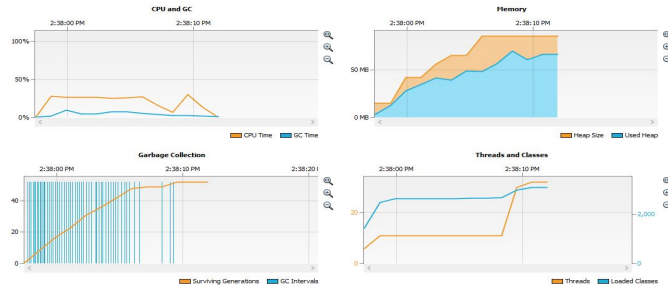 CPU and GC
2:38:00 PM 2:38:10 PM
100%
50%
0%
CPU Time GC Time
Memory
2:38:00 PM 2:38:10 PM
50 MB
0 MB
Heap Size Used Heap
Garbage Collection
2:38:00 PM 2:38:10 PM 2:38:20
40
20
0
Surviving Generations GC Intervals
Threads and Classes
2:38:00 PM 2:38:10 PM
20 2,000
0 0
Threads Loaded Classes